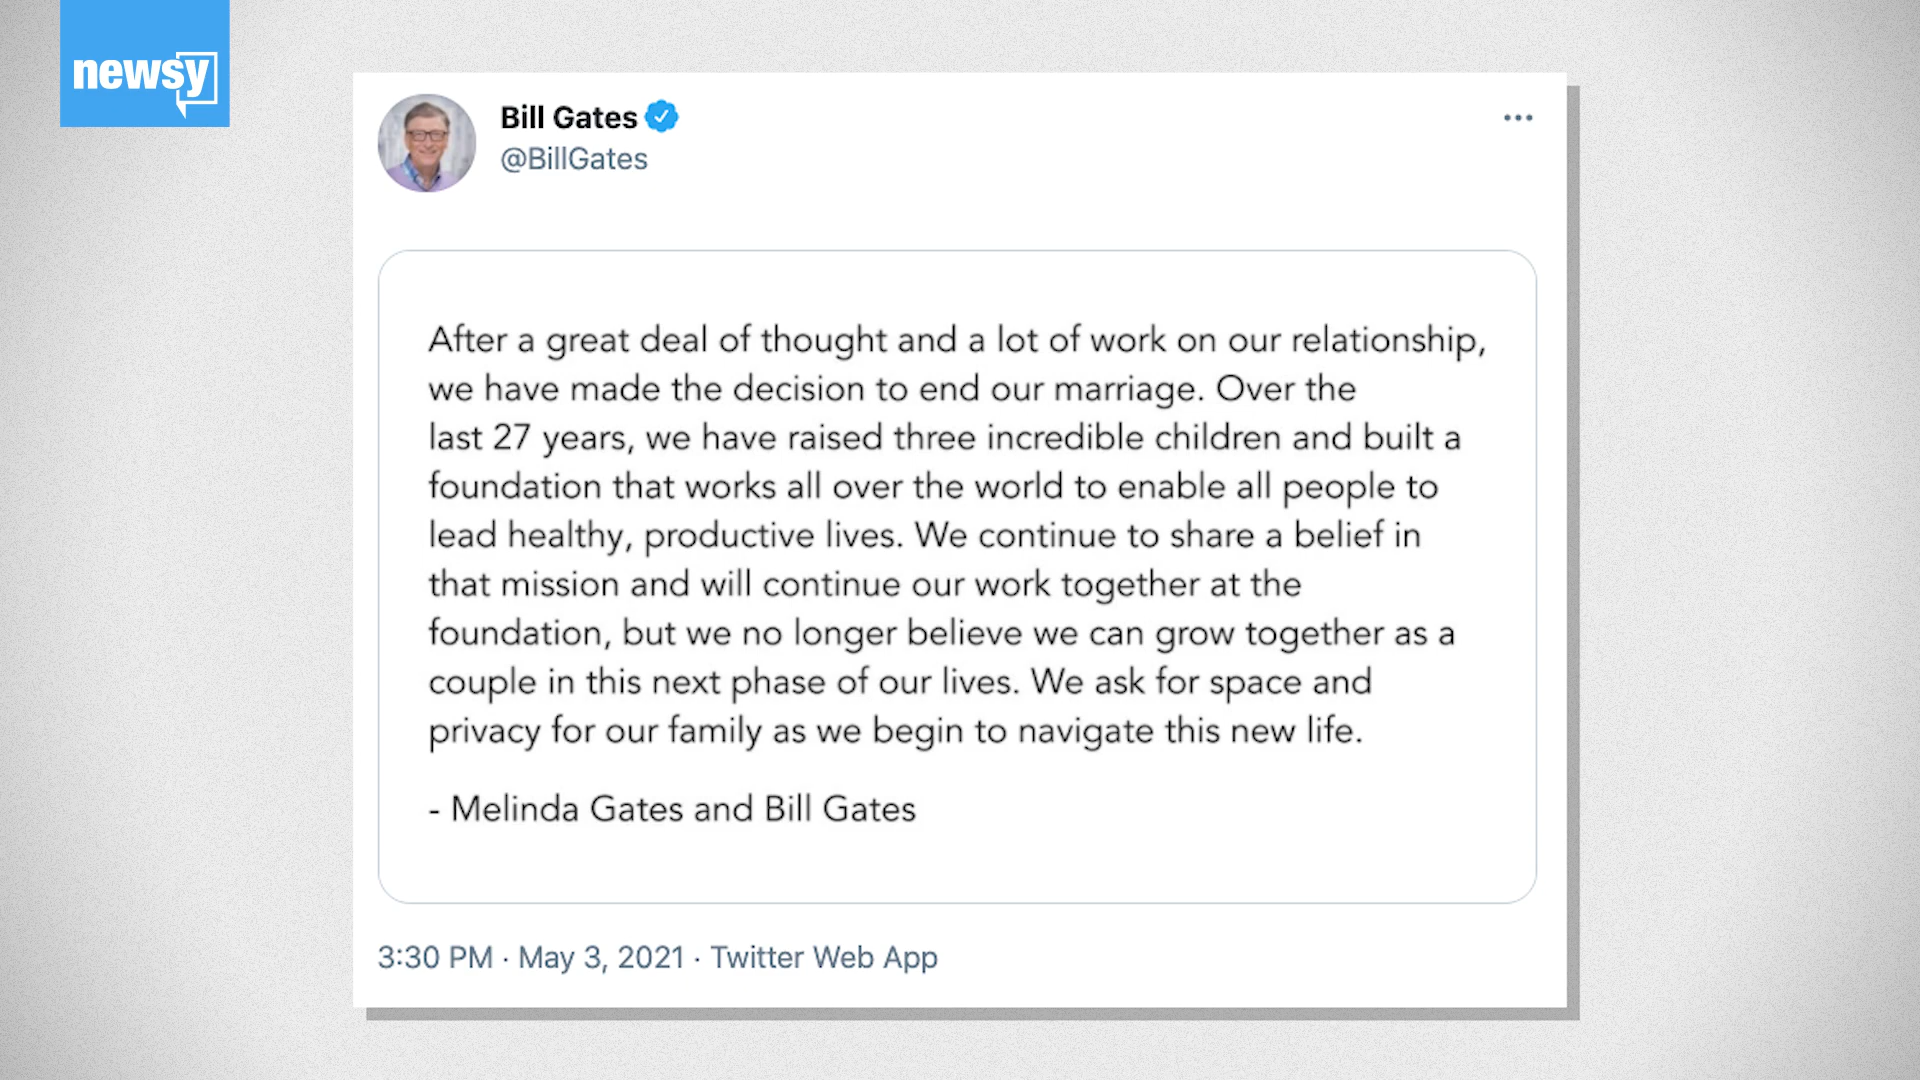 newsy
Bill Gates
@BillGates
After a great deal of thought and a lot of work on our relationship,
we have made the decision to end our marriage. Over the
last 27 years, we have raised three incredible children and built a
foundation that works all over the world to enable all people to
lead healthy, productive lives. We continue to share a belief in
that mission and will continue our work together at the
foundation, but we no longer believe we can grow together as a
couple in this next phase of our lives. We ask for space and
privacy for our family as we begin to navigate this new life.
- Melinda Gates and Bill Gates
3:30 PM · May 3, 2021 · Twitter Web App